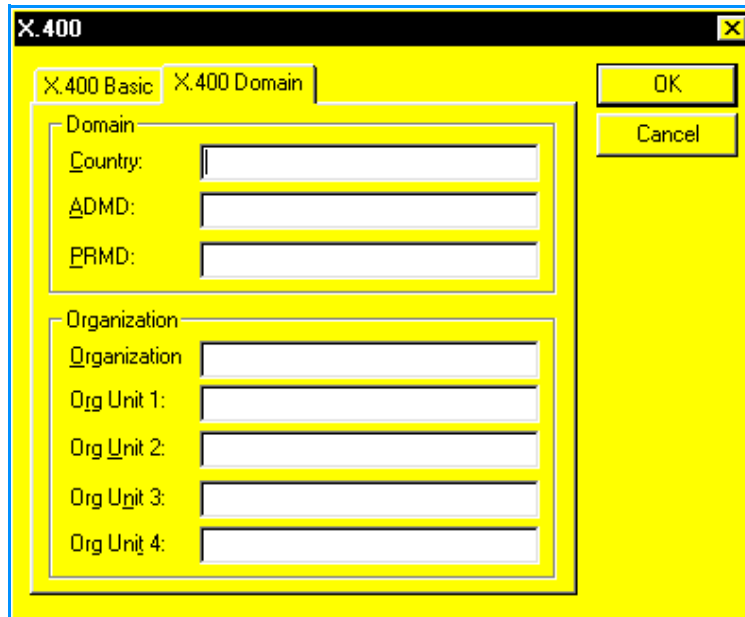 X.400
X.400 Basic
X.400 Domain
OK
Cancel
Domain
Country:
ADMD:
PRMD:
Organization
Organization
Org Unit 1:
Org Unit 2:
Org Unit 3:
Org Unit 4: